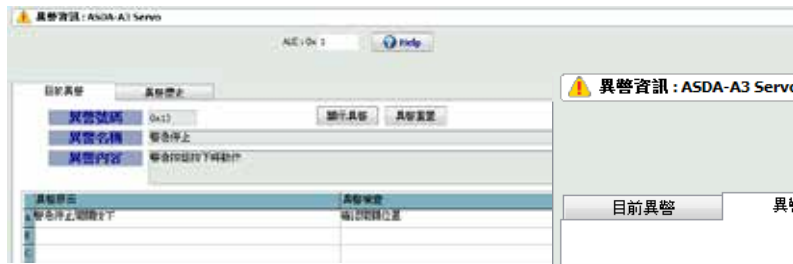 異警資訊 : ASDA-A3 Servo
Help
目前異警
異警歷史
異警號碼 0x13
顯示異警 異警重置
異警名稱 緊急停止
異警內容 緊急按鈕按下時動作
異警原因 異警檢查
A 緊急停止開關按下 確認開關位置
B
C
異警資訊 : ASDA-A3 Servo
目前異警